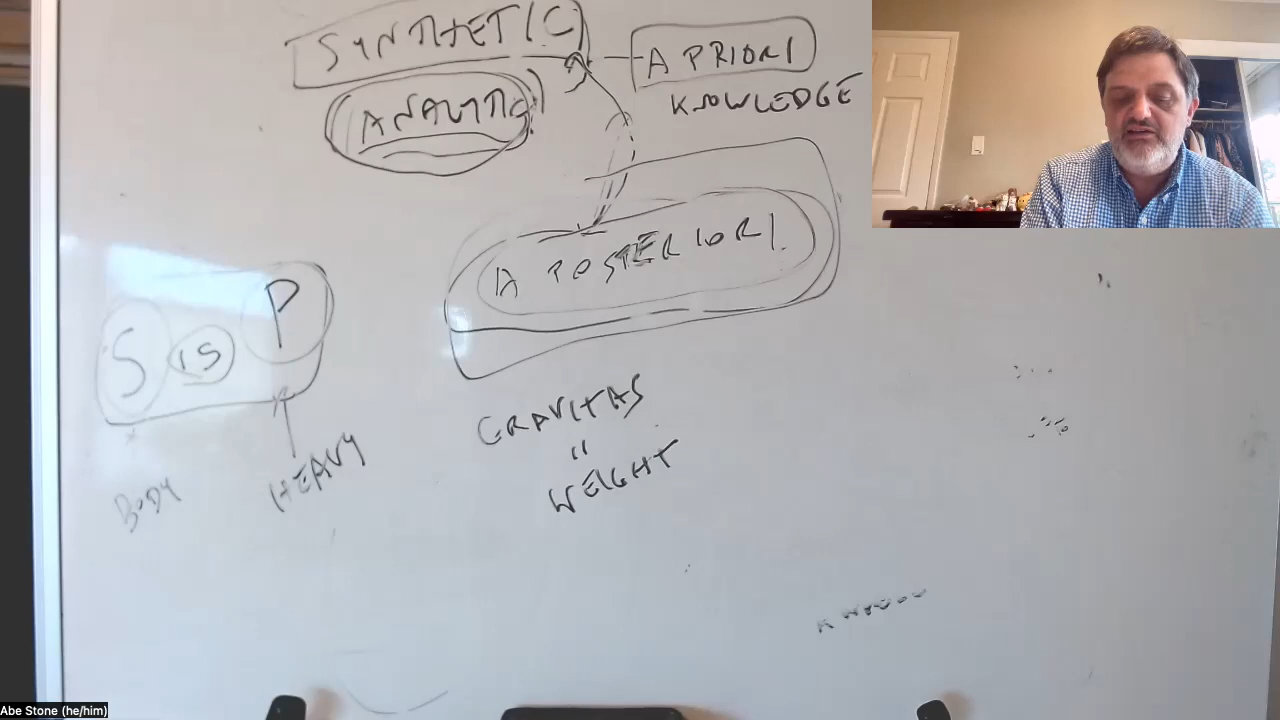 SYNTHETIC
A PRIORI
KNOWLEDGE
ANALYTIC
A POSTERIORI
S is P
BODY
HEAVY
GRAVITAS
"
WEIGHT
Abe Stone (he/him)